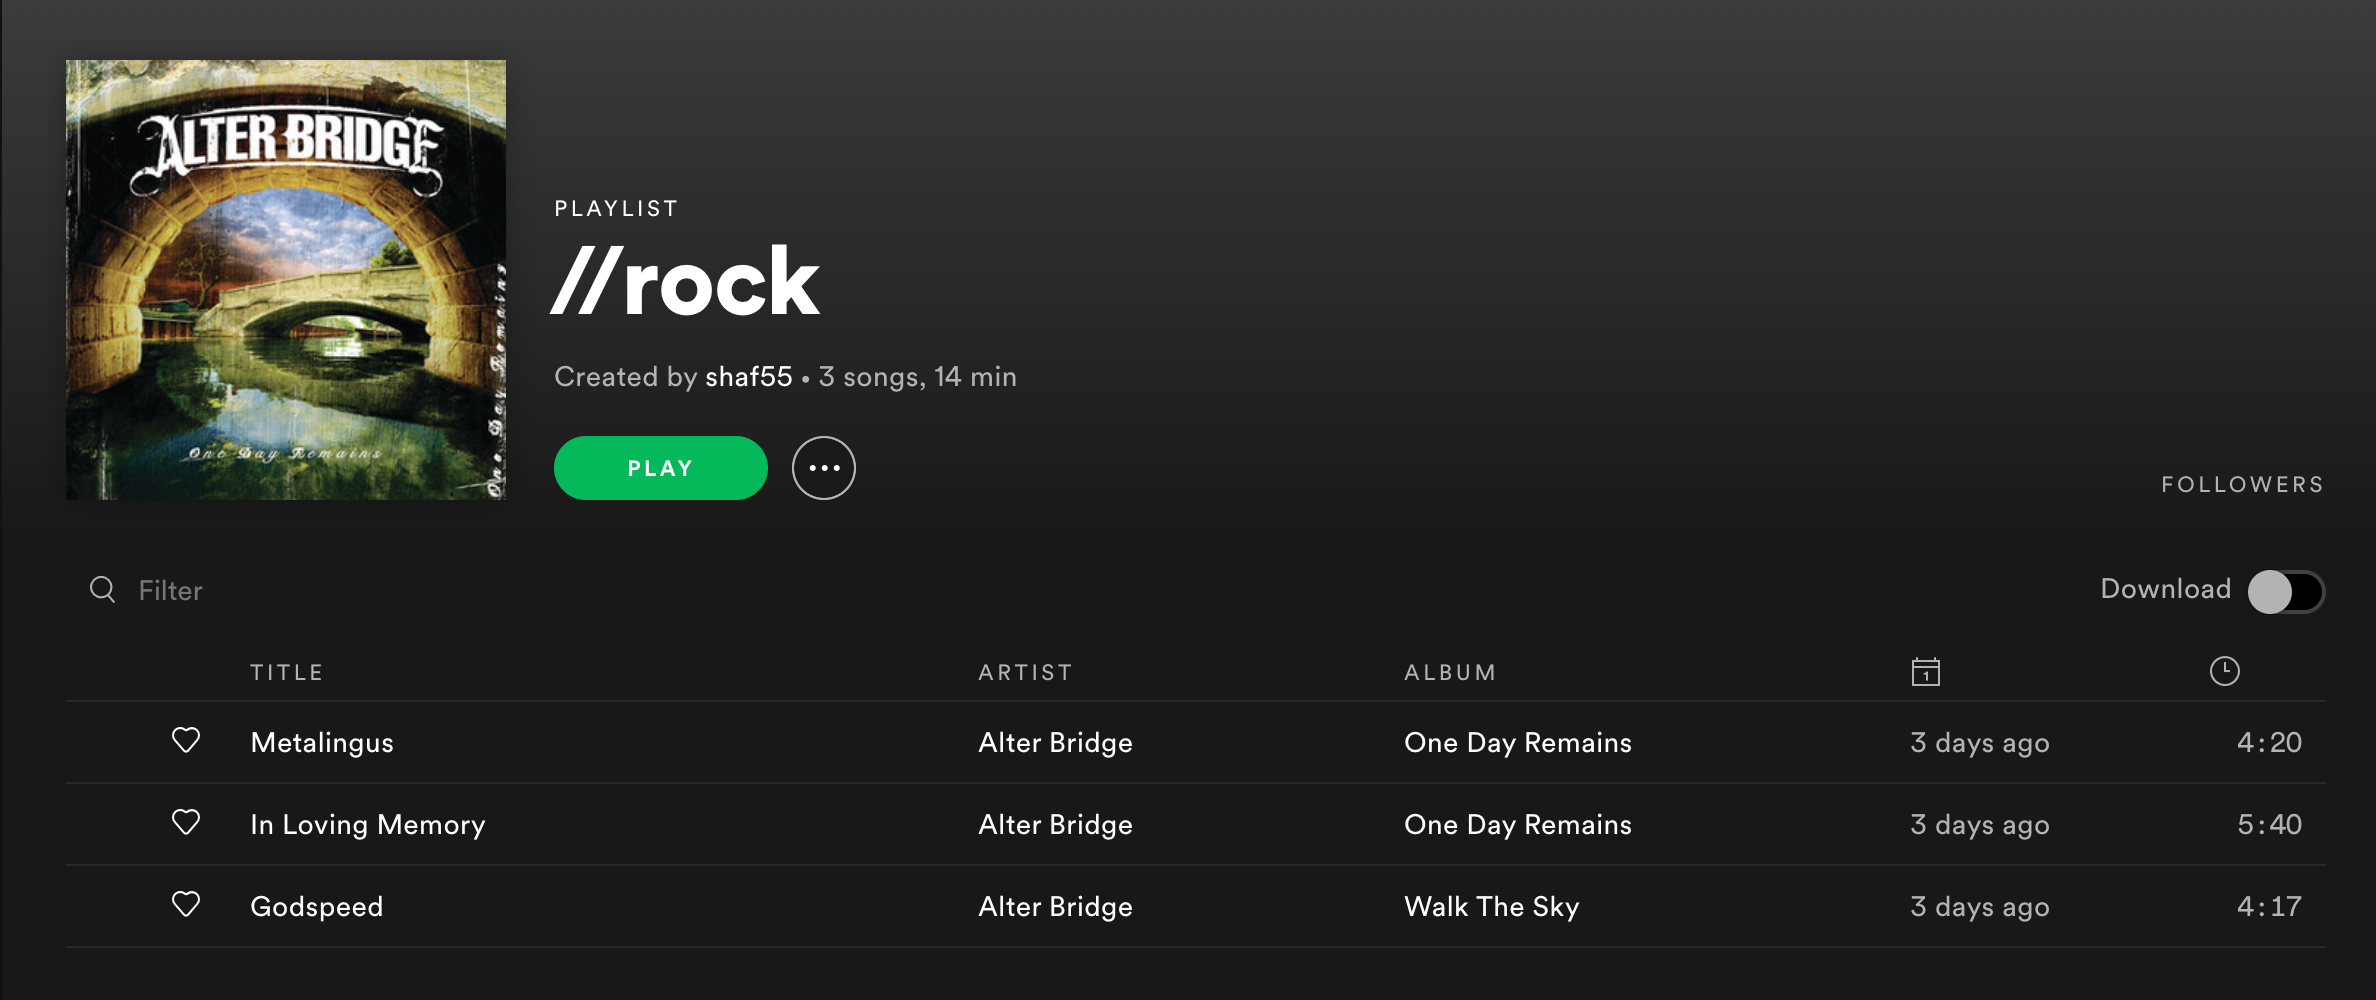 ALTER BRIDGE
One Day Remains
One Day Remains
PLAYLIST
//rock
Created by shaf55 • 3 songs, 14 min
PLAY
FOLLOWERS
Filter
Download
TITLE ARTIST ALBUM 1
Metalingus Alter Bridge One Day Remains 3 days ago 4:20
In Loving Memory Alter Bridge One Day Remains 3 days ago 5:40
Godspeed Alter Bridge Walk The Sky 3 days ago 4:17